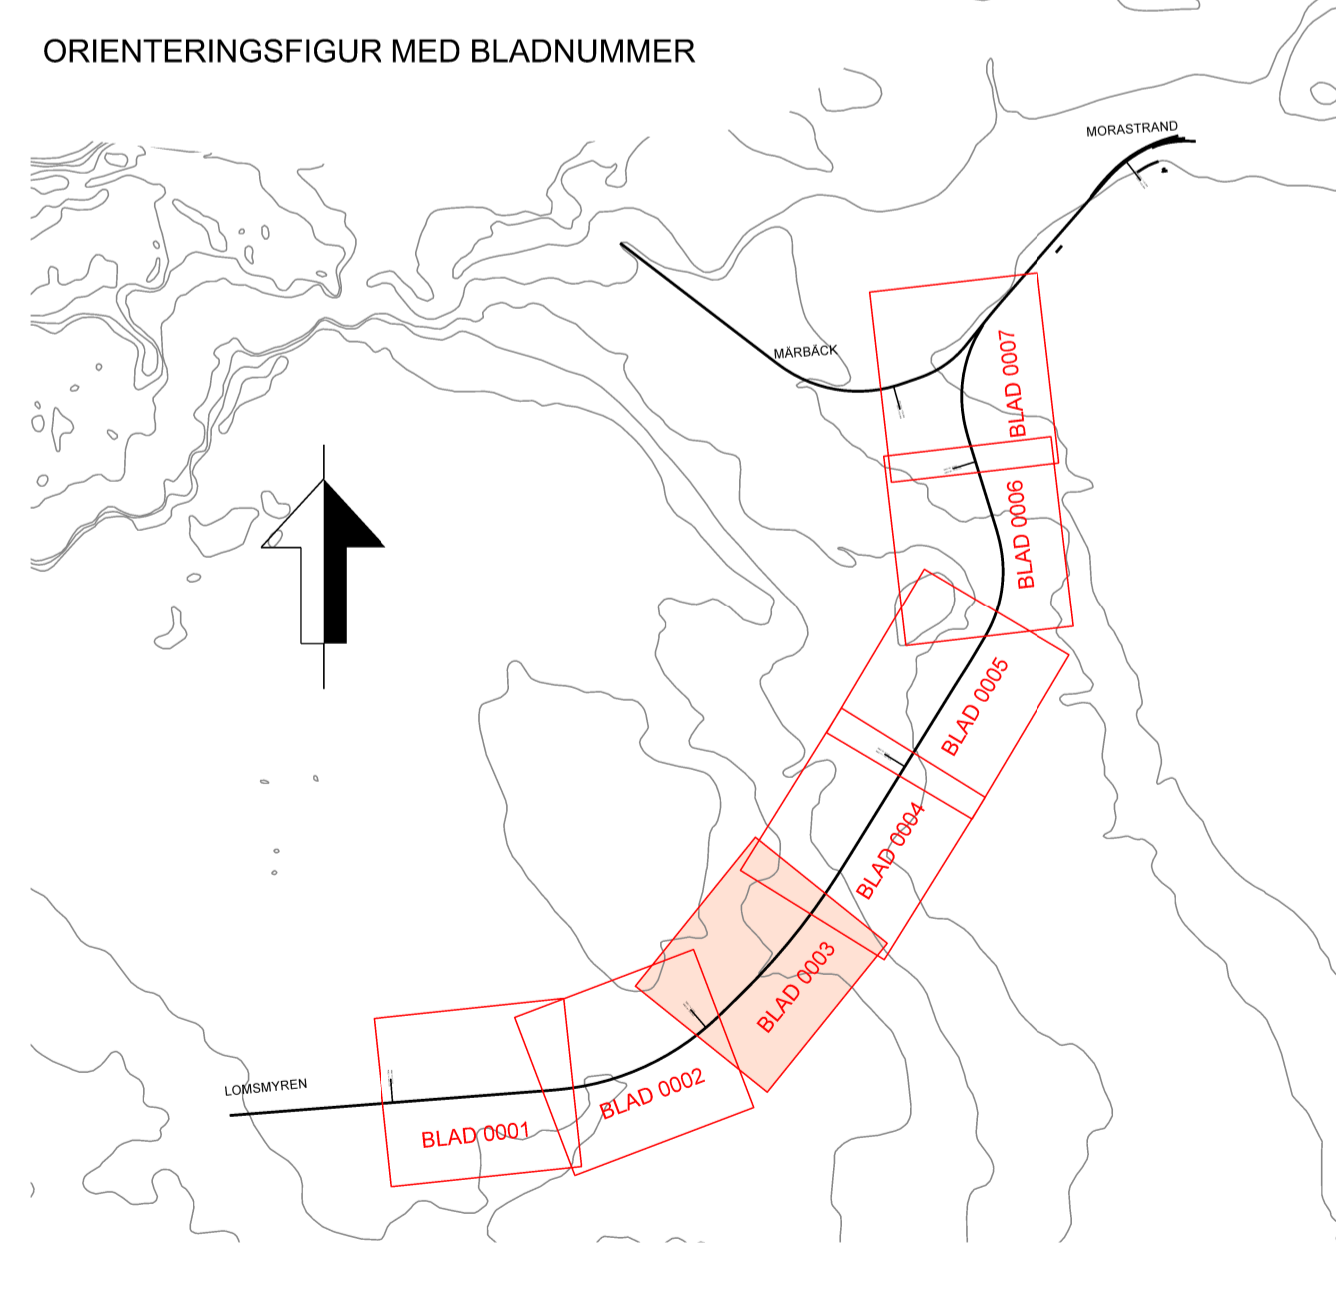 ORIENTERINGSFIGUR MED BLADNUMMER
MORASTRAND
MÄRBÄCK
BLAD 0007
BLAD 0006
BLAD 0005
BLAD 0004
BLAD 0003
BLAD 0002
LOMSMYREN
BLAD 0001